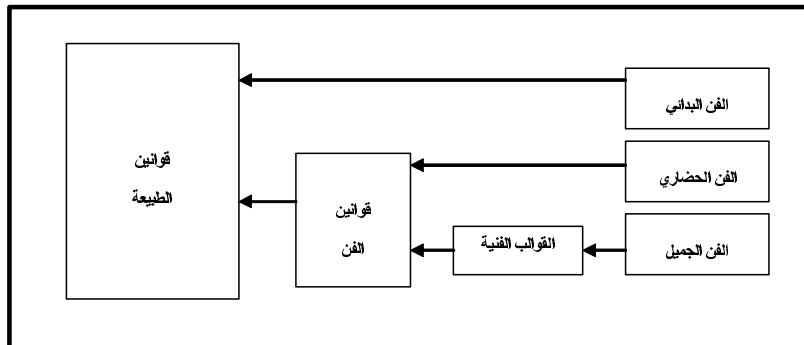 الفن البدائي
الفن الحضاري
الفن الجميل
القوالب الفنية
قوانين
الفن
قوانين
الطبيعة